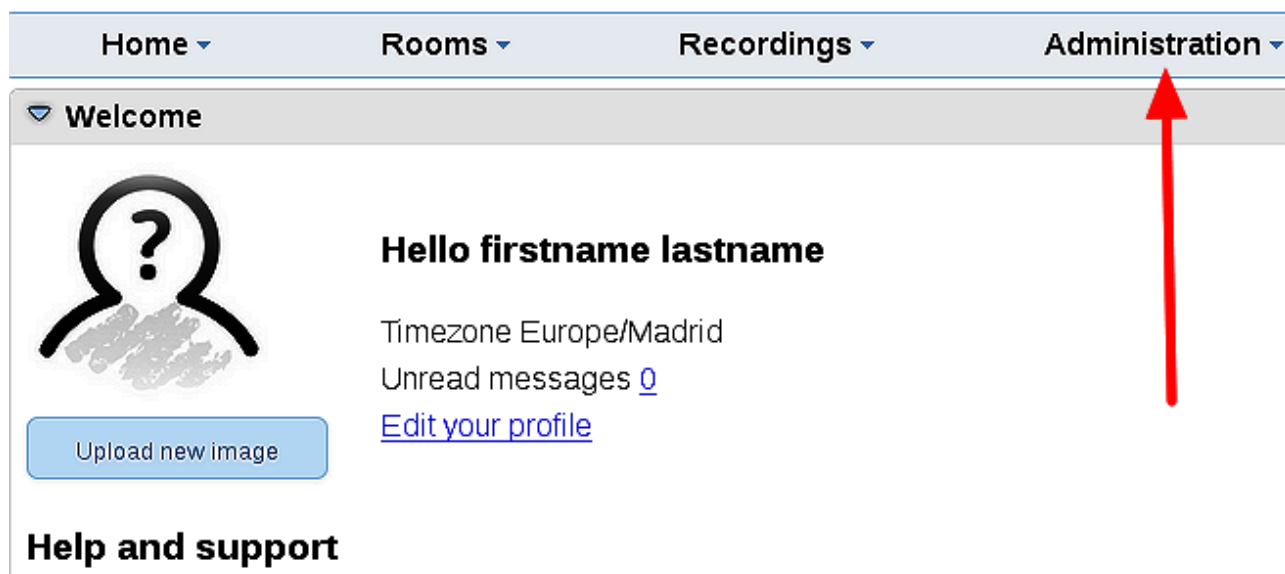 Home Rooms Recordings Administration
Welcome
?
Hello firstname lastname
Timezone Europe/Madrid
Unread messages 0
Edit your profile
Upload new image
Help and support